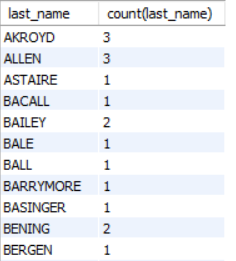 last_name count(last_name)
AKROYD 3
ALLEN 3
ASTAIRE 1
BACALL 1
BAILEY 2
BALE 1
BALL 1
BARRYMORE 1
BASINGER 1
BENING 2
BERGEN 1